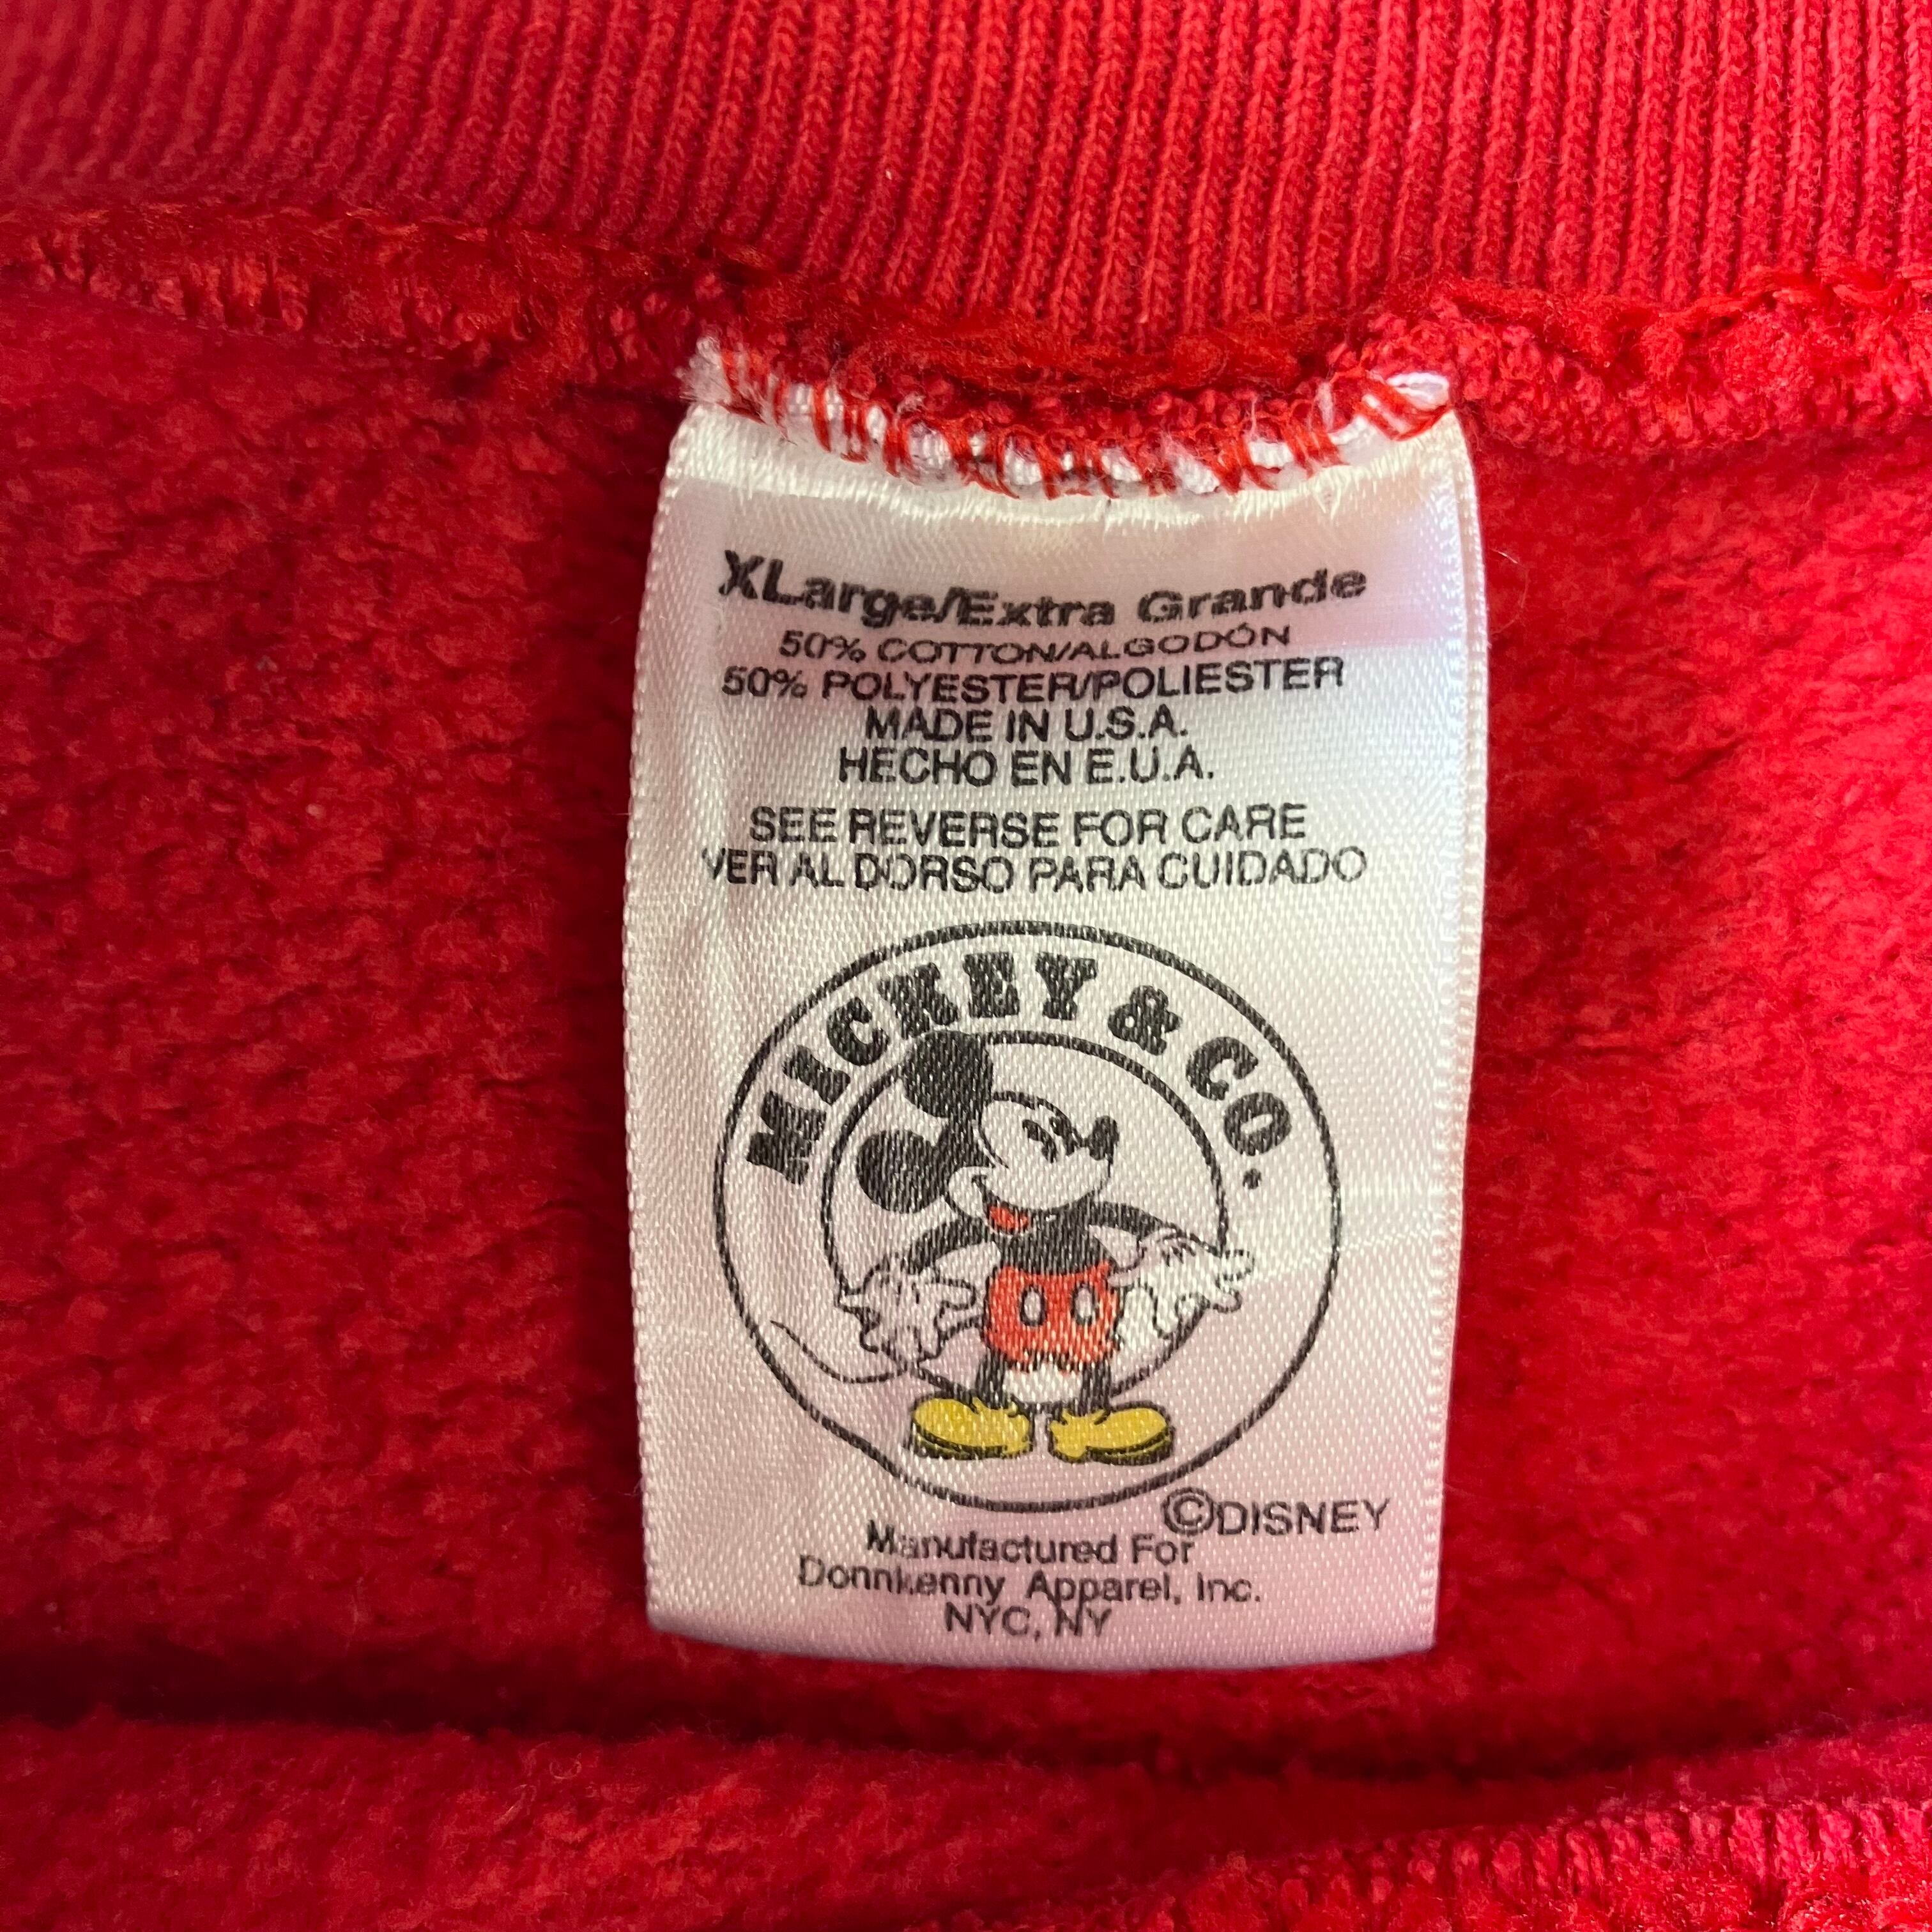 XLarge/Extra Grande
50% COTTON/ALGODÓN
50% POLYESTER/POLIESTER
MADE IN U.S.A.
HECHO EN E.U.A.
SEE REVERSE FOR CARE
VER AL DORSO PARA CUIDADO
MICKEY & CO.
©DISNEY
Manufactured For
Donnkenny Apparel, Inc.
NYC, NY